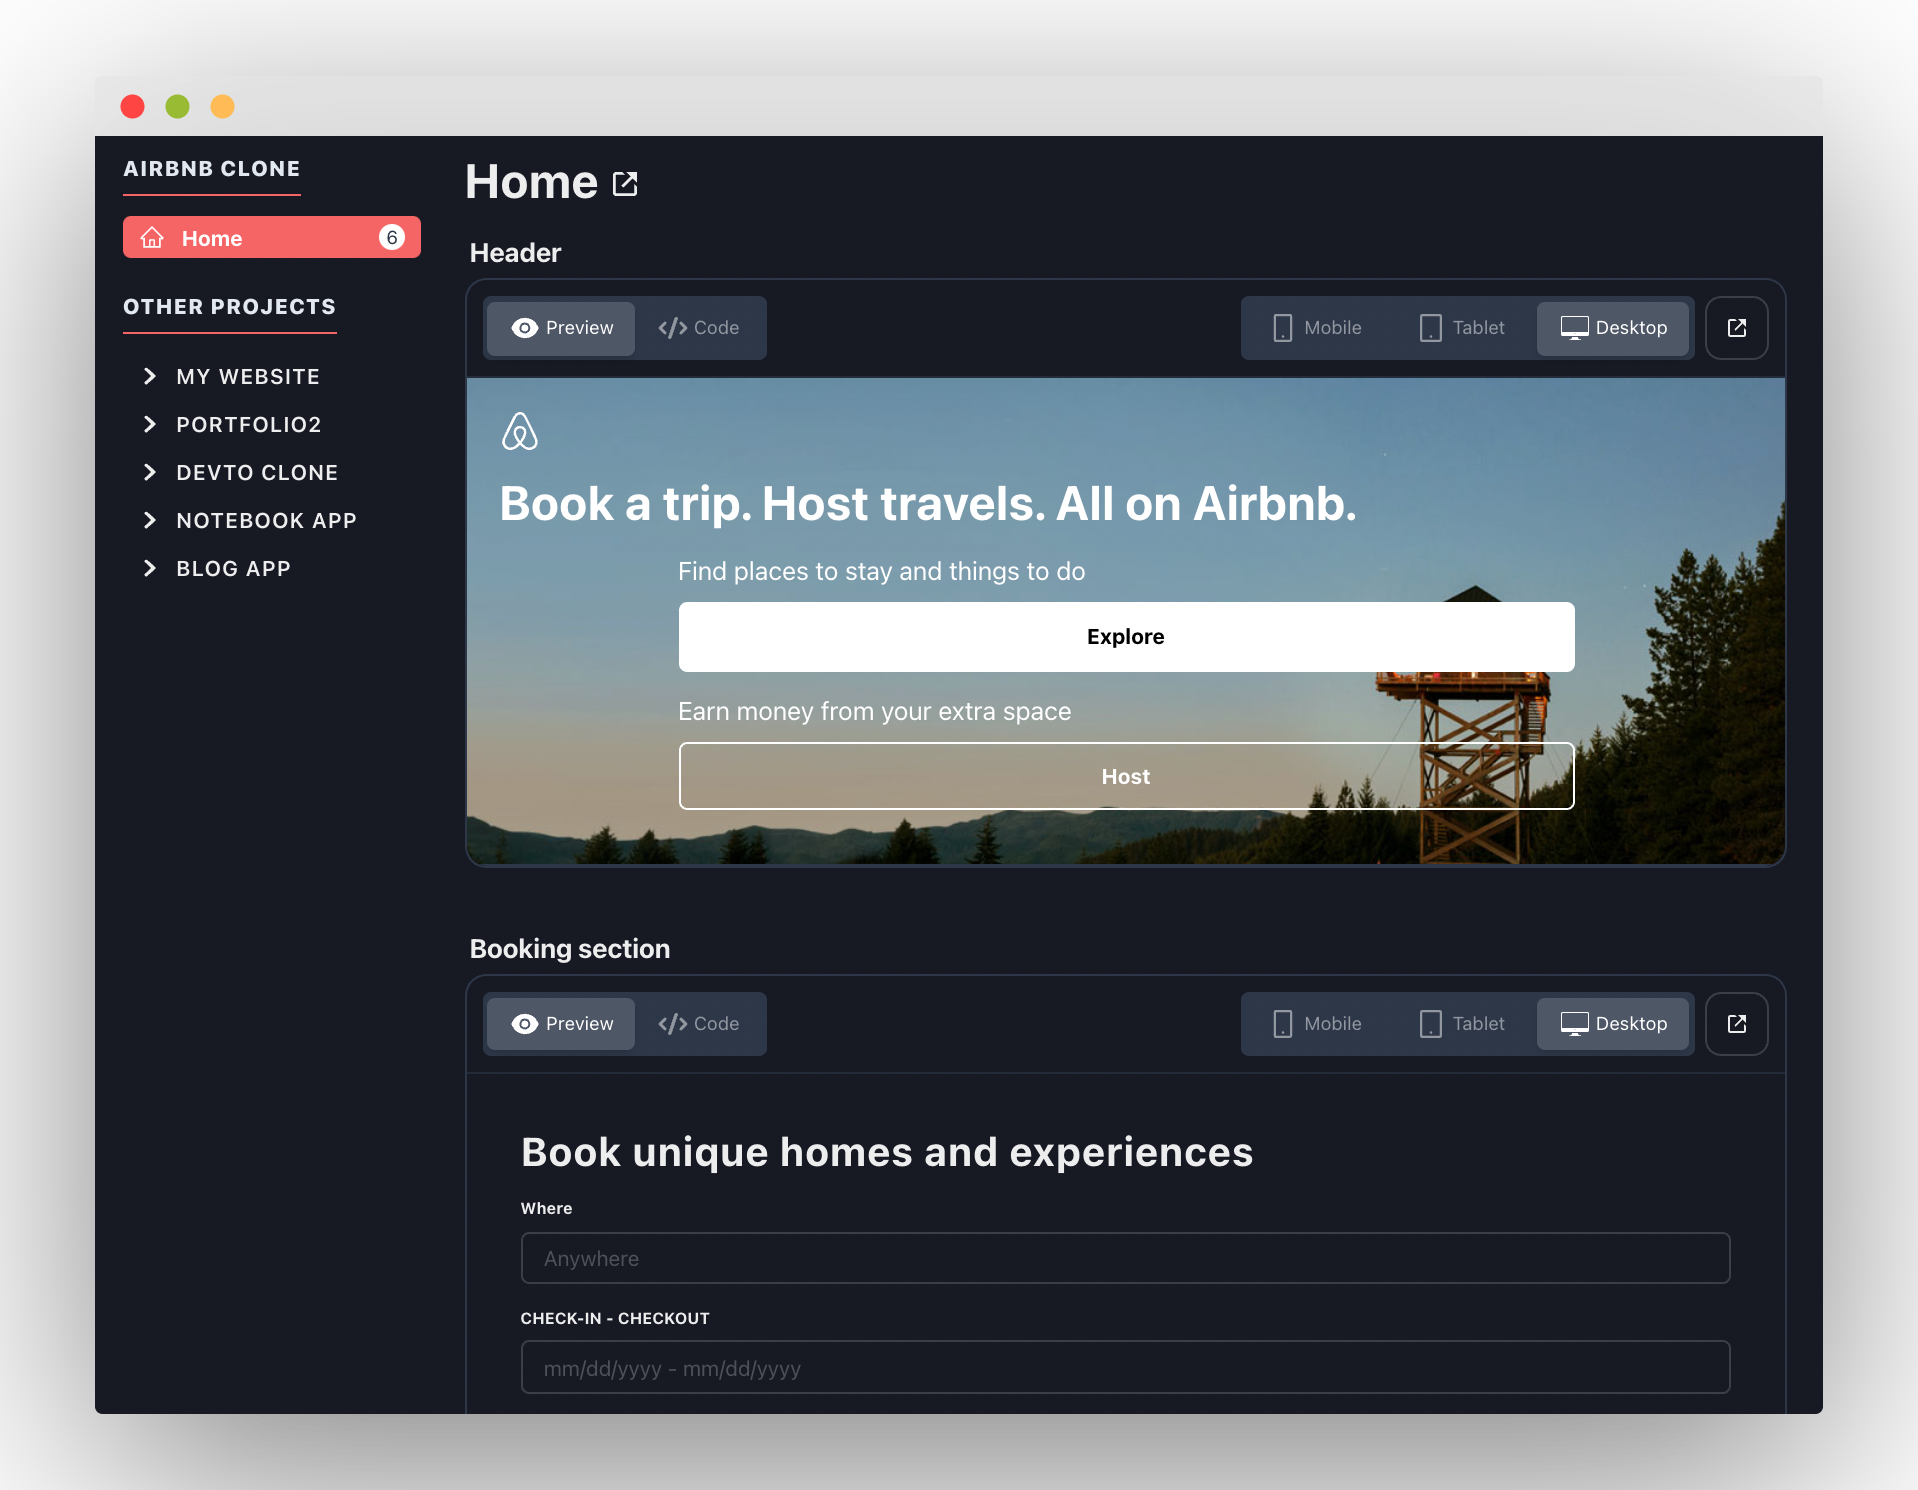 AIRBNB CLONE
Home 6
OTHER PROJECTS
MY WEBSITE
PORTFOLIO2
DEVTO CLONE
NOTEBOOK APP
BLOG APP
Home
Header
Preview Code Mobile Tablet Desktop
Book a trip. Host travels. All on Airbnb.
Find places to stay and things to do
Explore
Earn money from your extra space
Host
Booking section
Preview Code Mobile Tablet Desktop
Book unique homes and experiences
Where
Anywhere
CHECK-IN - CHECKOUT
mm/dd/yyyy - mm/dd/yyyy